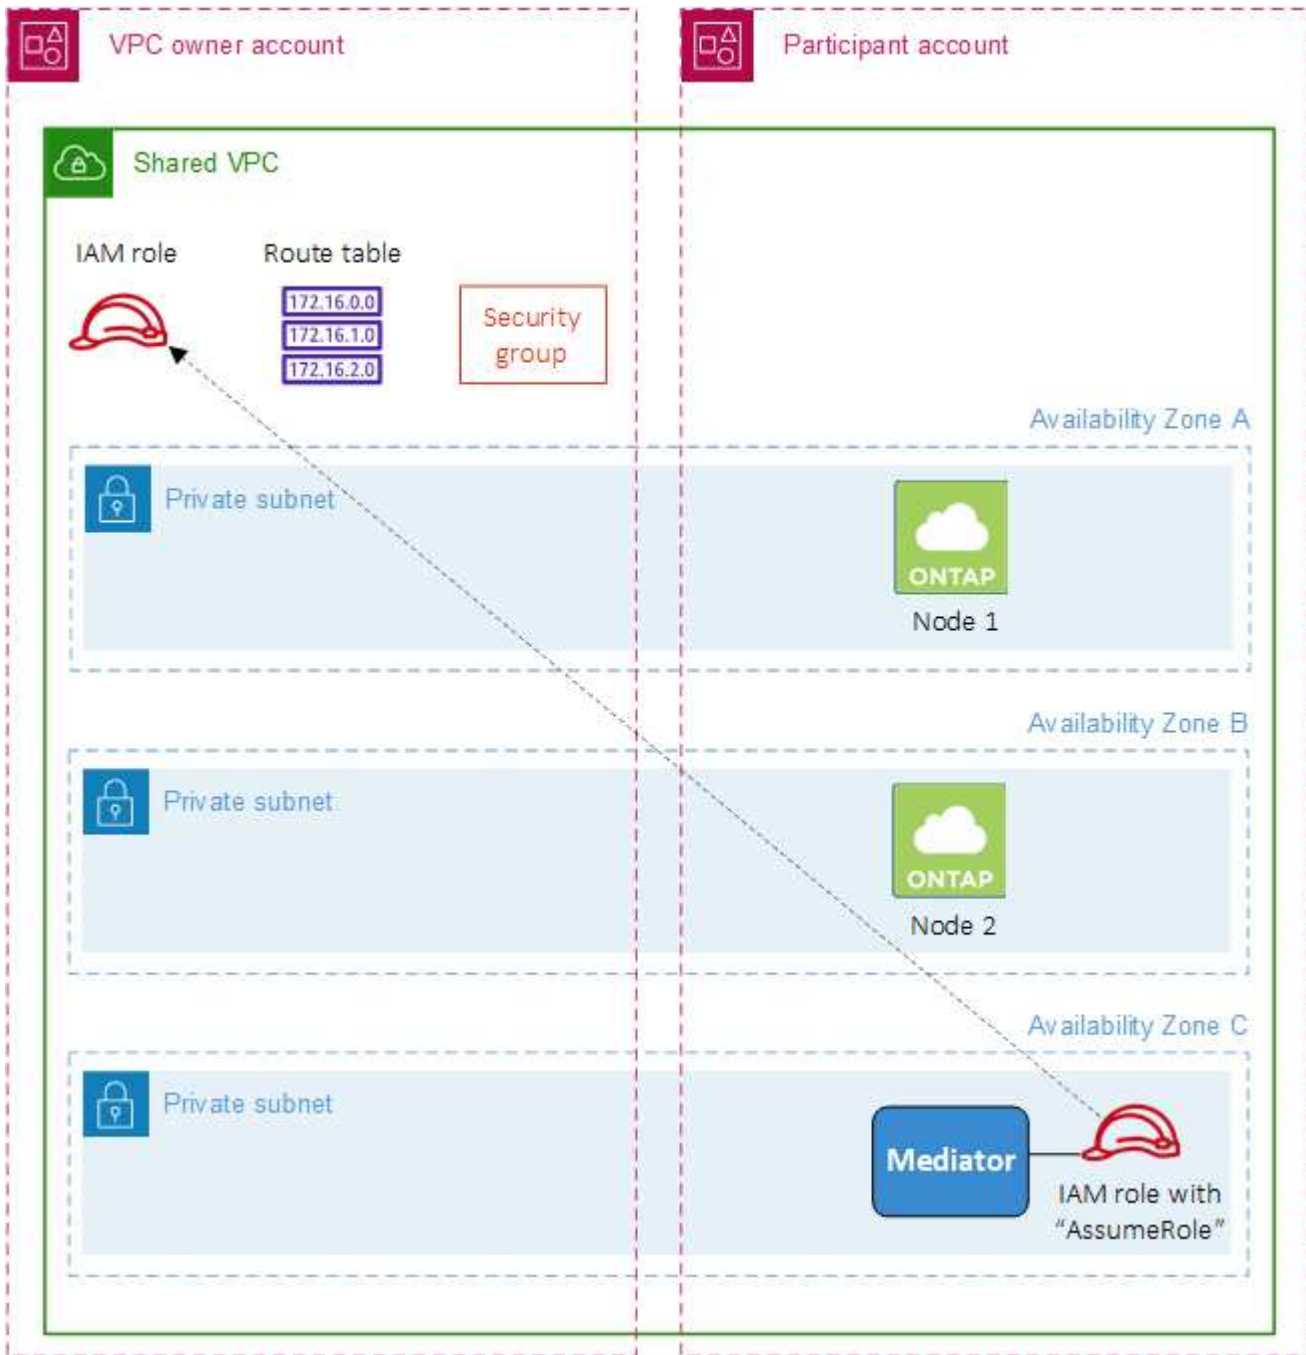 VPC owner account
Participant account
Shared VPC
IAM role
Route table
172.16.0.0
172.16.1.0
172.16.2.0
Security
group
Availability Zone A
Private subnet
ONTAP
Node 1
Availability Zone B
Private subnet
ONTAP
Node 2
Availability Zone C
Private subnet
Mediator
IAM role with
“AssumeRole”